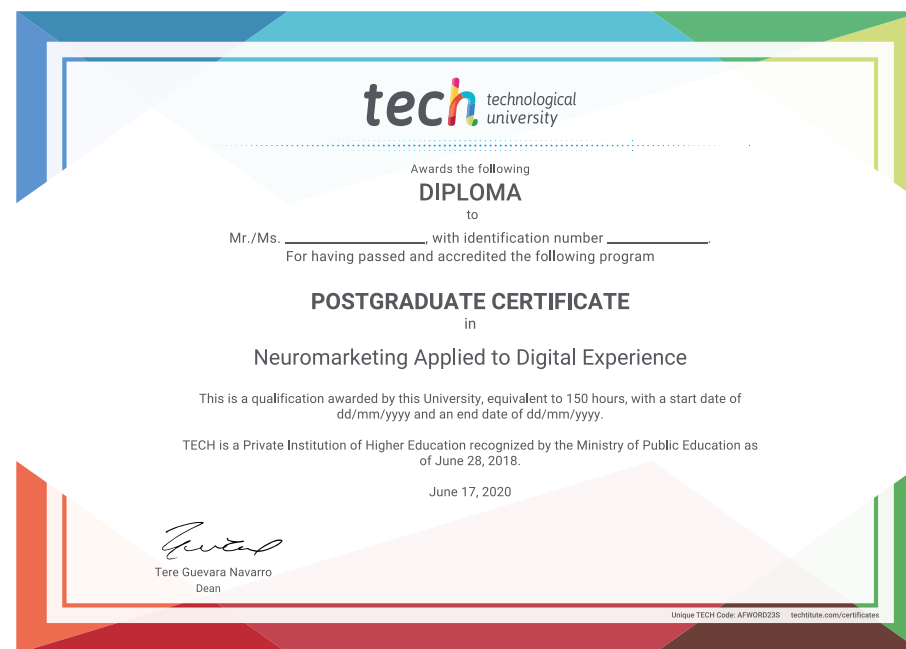 tech technological
university
Awards the following
DIPLOMA
to
Mr./Ms. ____________________, with identification number ______________.
For having passed and accredited the following program
POSTGRADUATE CERTIFICATE
in
Neuromarketing Applied to Digital Experience
This is a qualification awarded by this University, equivalent to 150 hours, with a start date of
dd/mm/yyyy and an end date of dd/mm/yyyy.
TECH is a Private Institution of Higher Education recognized by the Ministry of Public Education as
of June 28, 2018.
June 17, 2020
Tere Guevara Navarro
Dean
Unique TECH Code: AFWORD23S techtitute.com/certificates